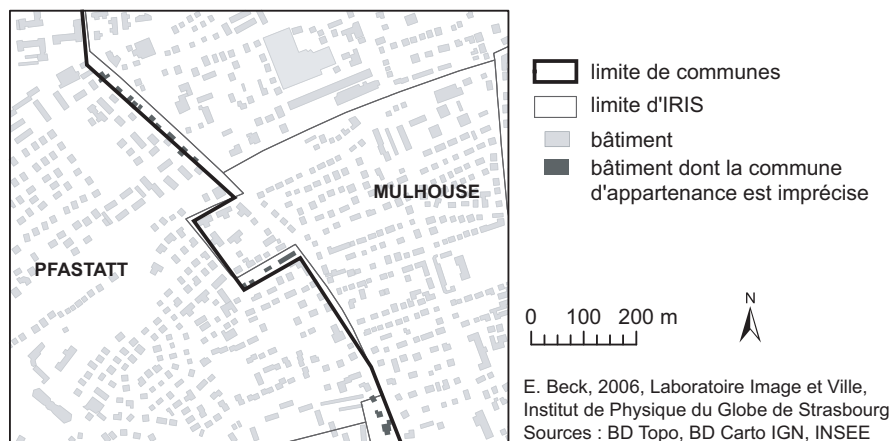 limite de communes
limite d'IRIS
bâtiment
bâtiment dont la commune
d'appartenance est imprécise
MULHOUSE
PFASTATT
0 100 200 m
N
E. Beck, 2006, Laboratoire Image et Ville,
Institut de Physique du Globe de Strasbourg
Sources : BD Topo, BD Carto IGN, INSEE